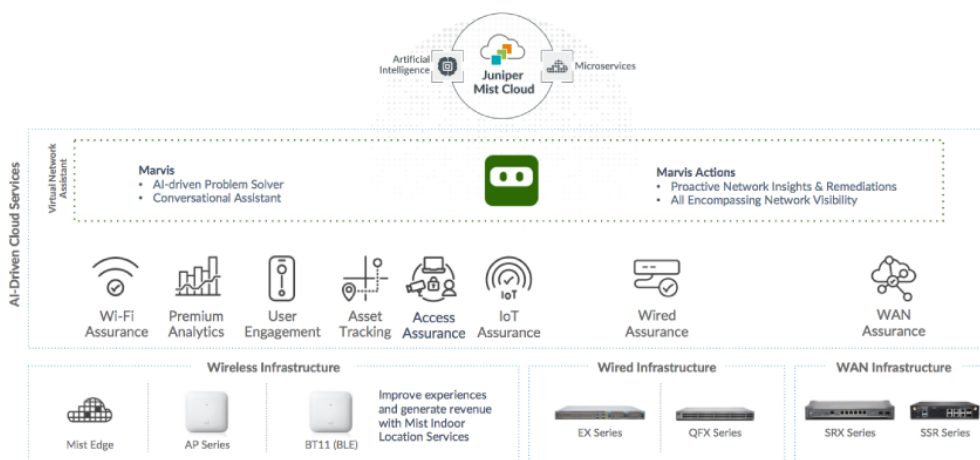 Artificial
Intelligence
Juniper
Mist Cloud
Microservices
AI-Driven Cloud Services
Virtual Network
Assistant
Marvis
• AI-driven Problem Solver
• Conversational Assistant
Marvis Actions
• Proactive Network Insights & Remediations
• All Encompassing Network Visibility
Wi-Fi
Assurance
Premium
Analytics
User
Engagement
Asset
Tracking
Access
Assurance
IoT
IoT
Assurance
Wired
Assurance
WAN
Assurance
Wireless Infrastructure
Mist Edge
AP Series
BT11 (BLE)
Improve experiences
and generate revenue
with Mist Indoor
Location Services
Wired Infrastructure
EX Series
QFX Series
WAN Infrastructure
SRX Series
SSR Series